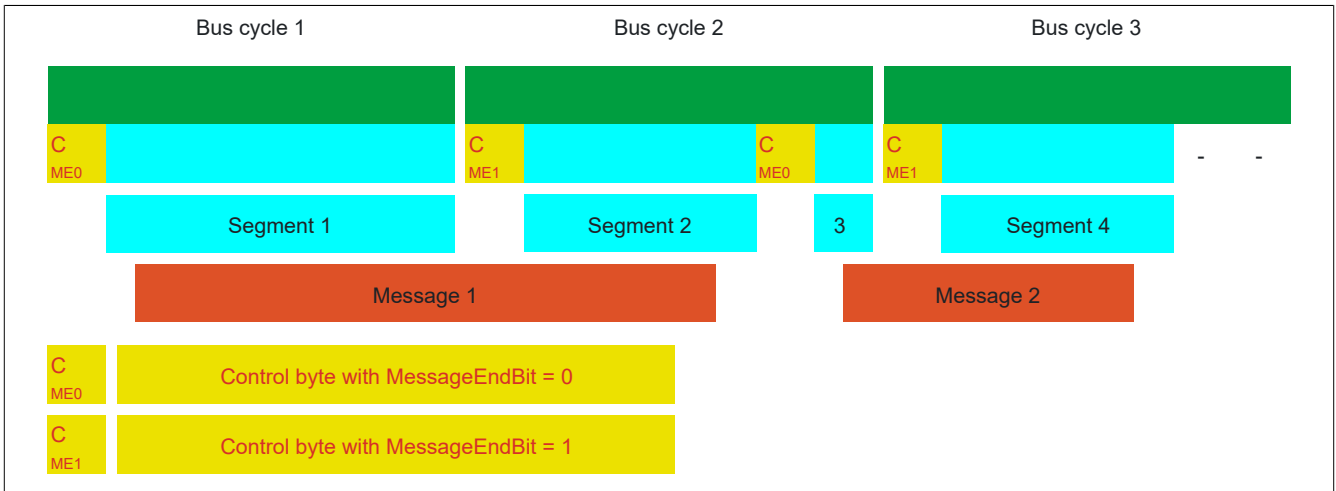 Bus cycle 1 Bus cycle 2 Bus cycle 3
C C C C
ME0 ME1 ME0 ME1 - -
Segment 1 Segment 2 3 Segment 4
Message 1 Message 2
C
ME0 Control byte with MessageEndBit = 0
C
ME1 Control byte with MessageEndBit = 1